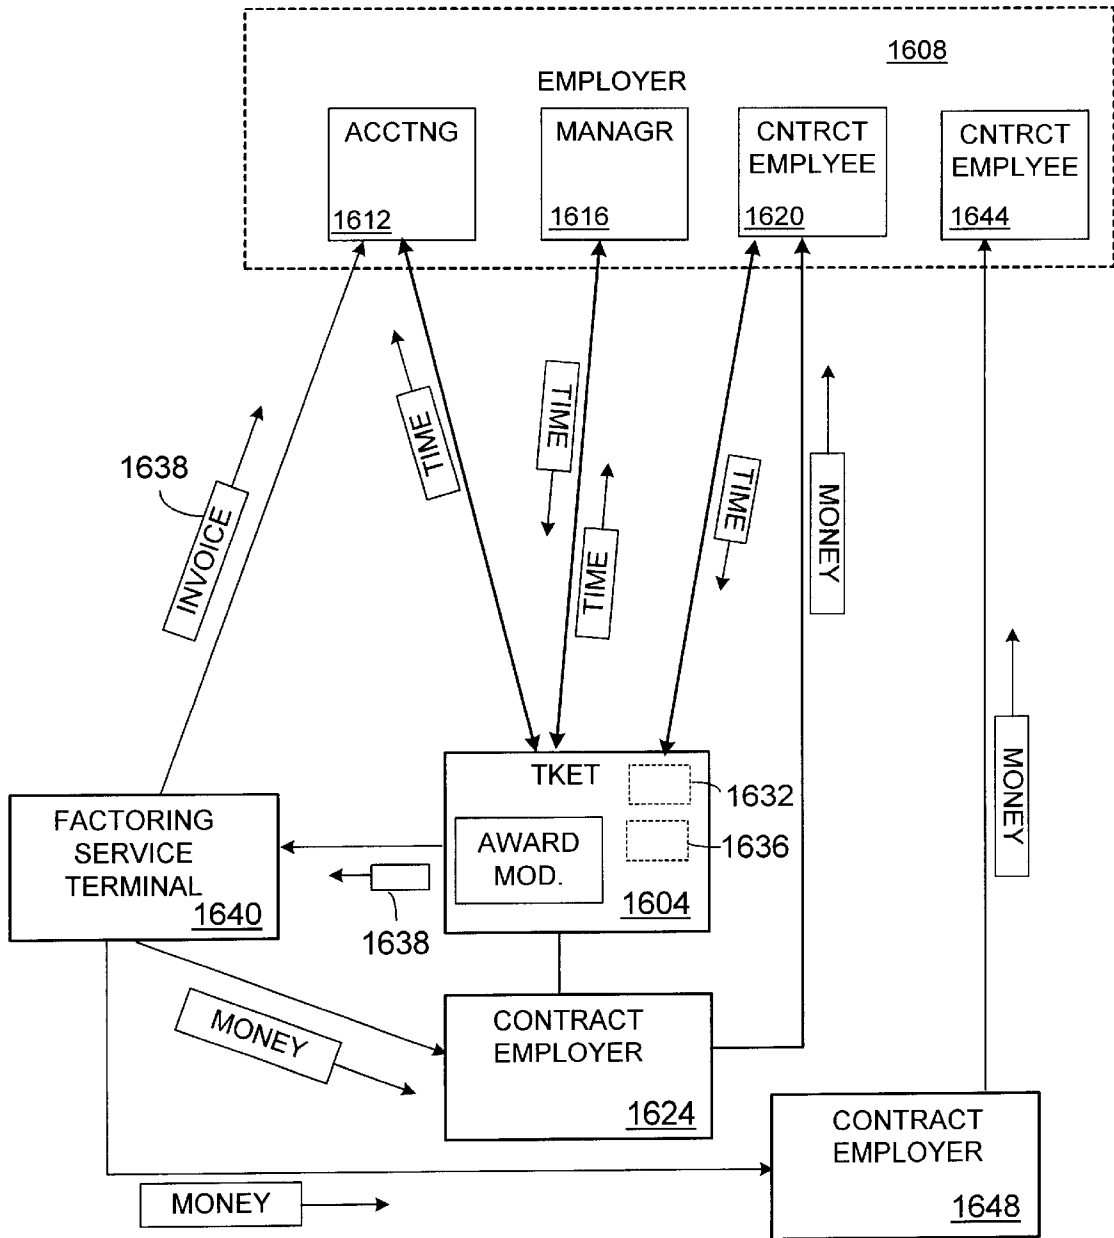 1608
EMPLOYER
ACCTNG
1612
MANAGR
1616
CNTRCT
EMPLYEE
1620
CNTRCT
EMPLYEE
1644
TIME
TIME
TIME
TIME
MONEY
1638
INVOICE
MONEY
TKET
1632
1636
AWARD
MOD.
1604
FACTORING
SERVICE
TERMINAL
1640
1638
MONEY
CONTRACT
EMPLOYER
1624
CONTRACT
EMPLOYER
1648
MONEY